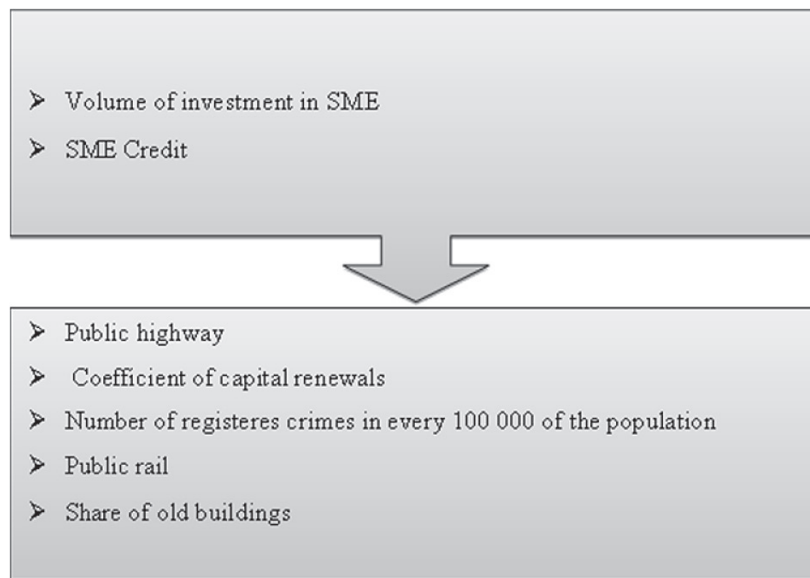 ➢ Volume of investment in SME
➢ SME Credit
➢ Public highway
➢ Coefficient of capital renewals
➢ Number of registeres crimes in every 100 000 of the population
➢ Public rail
➢ Share of old buildings